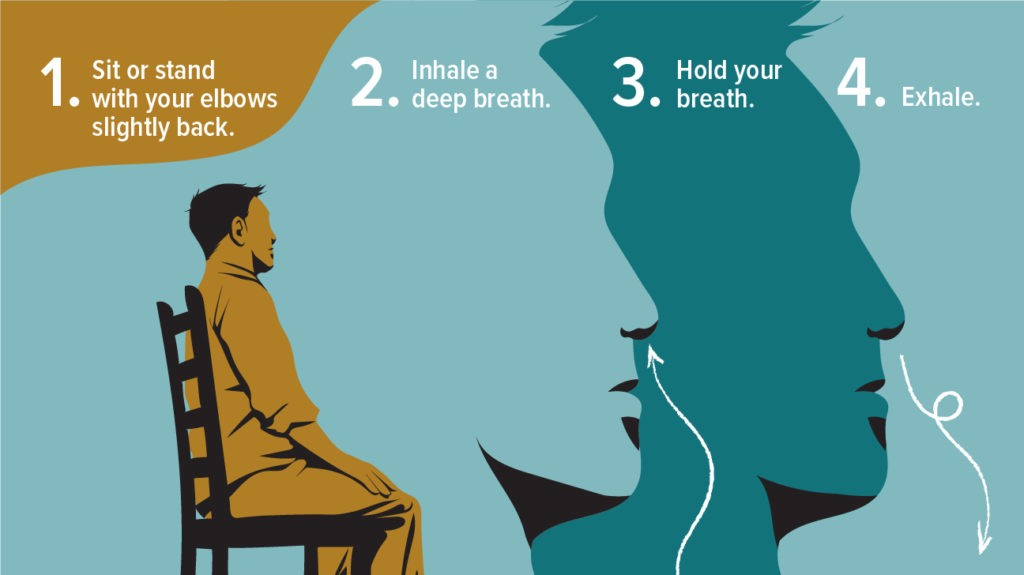 1. Sit or stand
with your elbows
slightly back.
2. Inhale a
deep breath.
3. Hold your
breath.
4. Exhale.